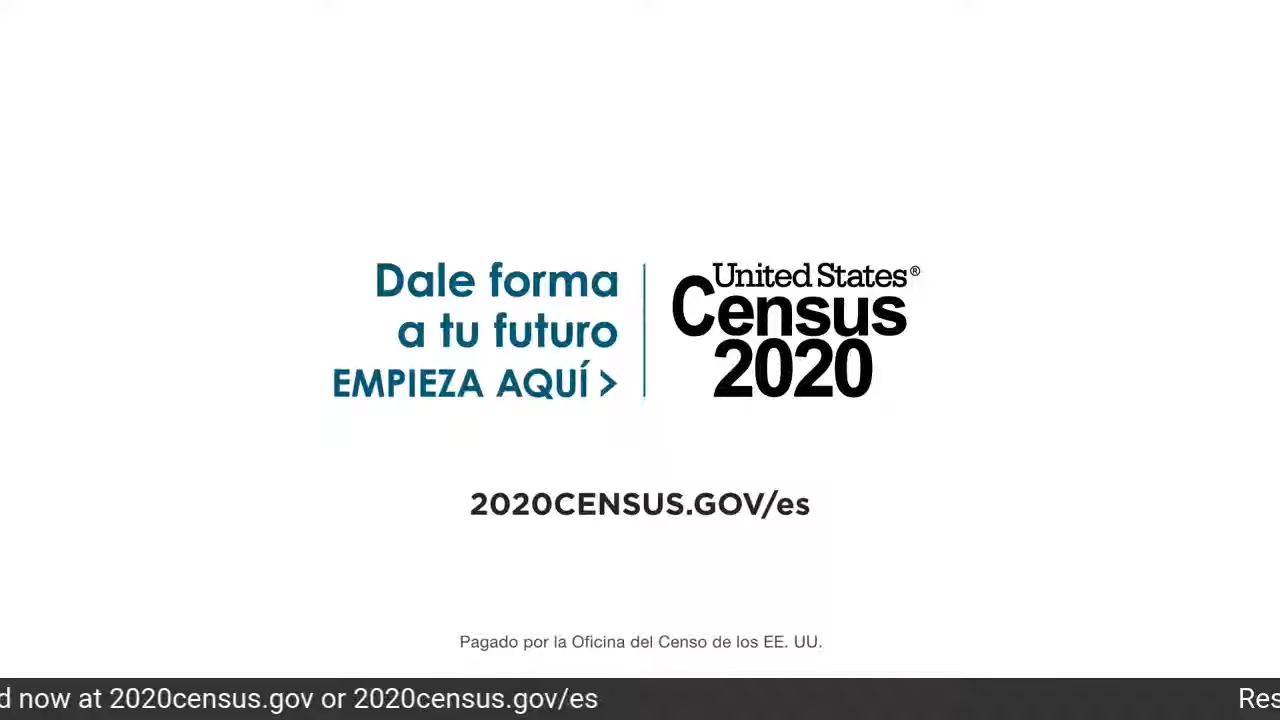 Dale forma
a tu futuro
EMPIEZA AQUÍ >
United States®
Census
2020
2020CENSUS.GOV/es
Pagado por la Oficina del Censo de los EE. UU.
d now at 2020census.gov or 2020census.gov/es
Res